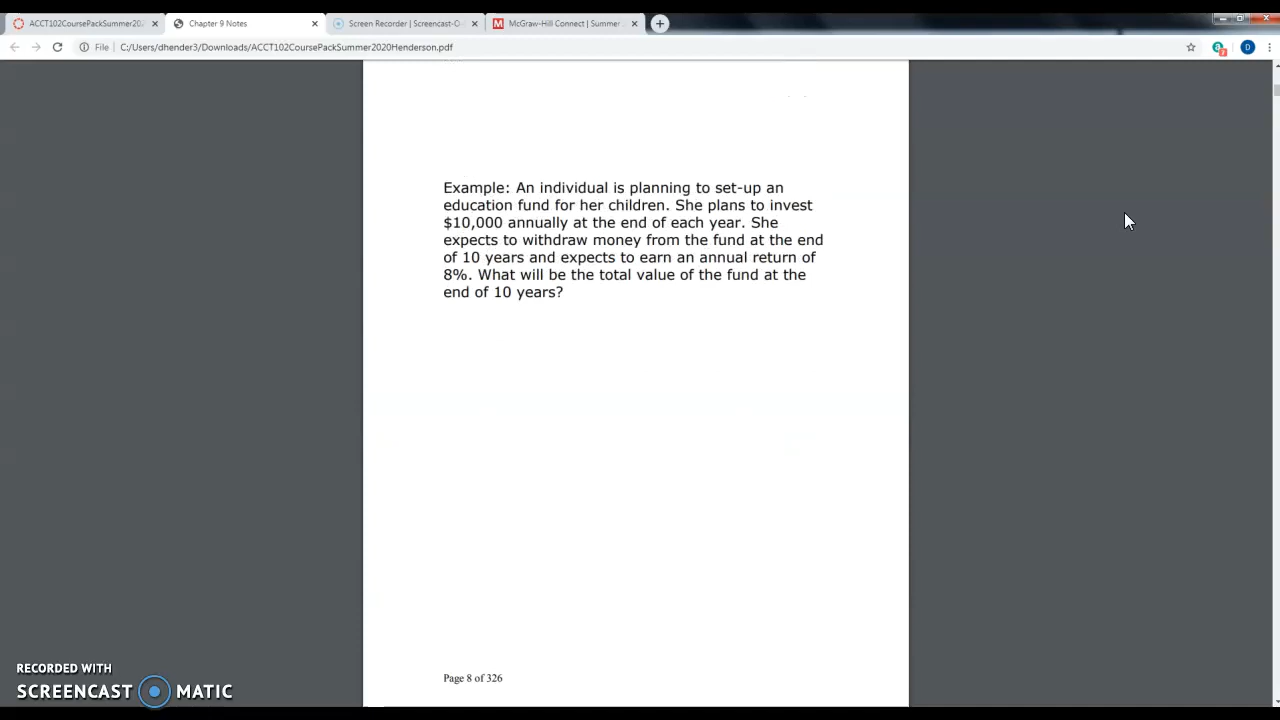 ACCT102CoursePackSummer202
Chapter 9 Notes
Screen Recorder | Screencast-O-
McGraw-Hill Connect | Summer
File
C:/Users/dhender3/Downloads/ACCT102CoursePackSummer2020Henderson.pdf
D
Example: An individual is planning to set-up an
education fund for her children. She plans to invest
$10,000 annually at the end of each year. She
expects to withdraw money from the fund at the end
of 10 years and expects to earn an annual return of
8%. What will be the total value of the fund at the
end of 10 years?
Page 8 of 326
RECORDED WITH
SCREENCAST MATIC